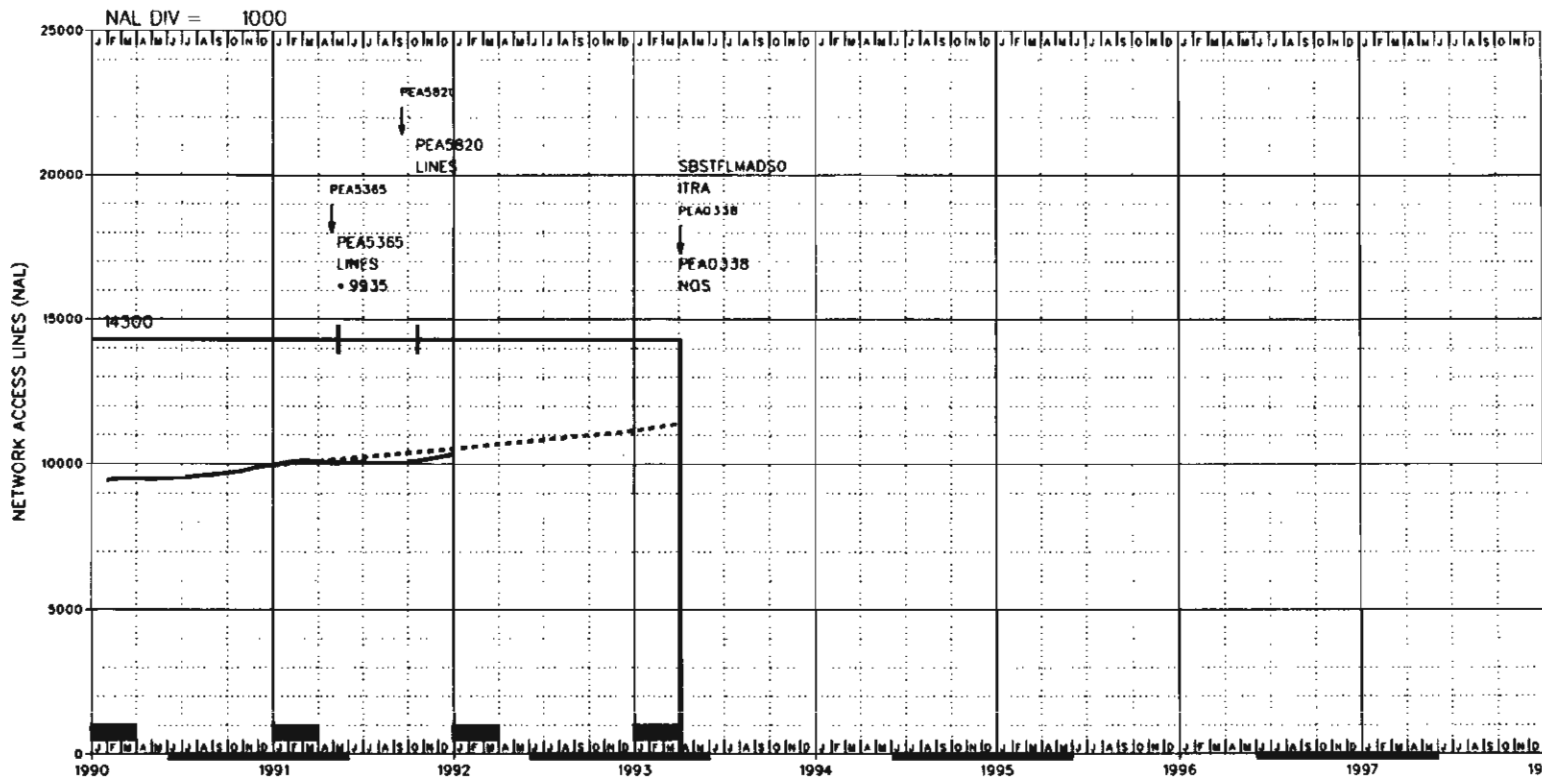 NAL DIV = 1000
25000
J F M A M J J A S O N D J F M A M J J A S O N D J F M A M J J A S O N D J F M A M J J A S O N D J F M A M J J A S O N D J F M A M J J A S O N D J F M A M J J A S O N D J F M A M J J A S O N D
PEA5820
PEA5820
LINES
20000
SBSTFLMADS0
ITRA
PEA5365
PEA0338
PEA5365
LINES
9935
PEA0338
NOS
15000
14300
NETWORK ACCESS LINES (NAL)
10000
5000
0
J F M A M J J A S O N D J F M A M J J A S O N D J F M A M J J A S O N D J F M A M J J A S O N D J F M A M J J A S O N D J F M A M J J A S O N D J F M A M J J A S O N D J F M A M J J A S O N D
1990 1991 1992 1993 1994 1995 1996 1997 19